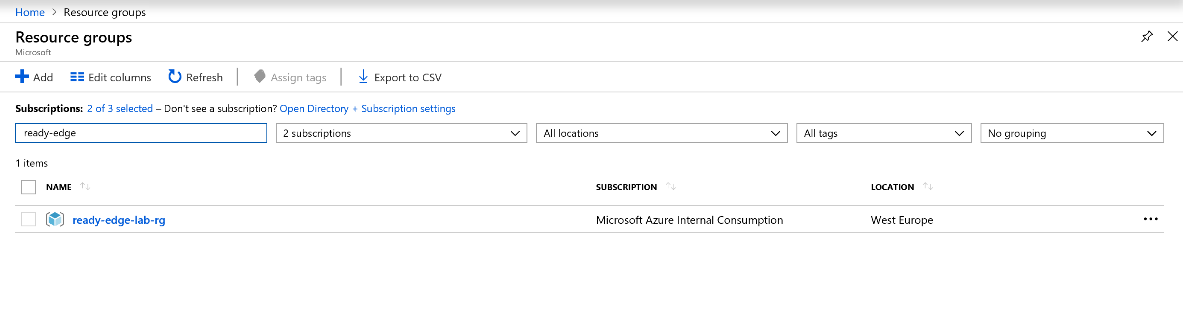 Home > Resource groups
Resource groups
Microsoft
Add Edit columns Refresh Assign tags Export to CSV
Subscriptions: 2 of 3 selected – Don't see a subscription? Open Directory + Subscription settings
ready-edge 2 subscriptions All locations All tags No grouping
1 items
NAME SUBSCRIPTION LOCATION
ready-edge-lab-rg Microsoft Azure Internal Consumption West Europe